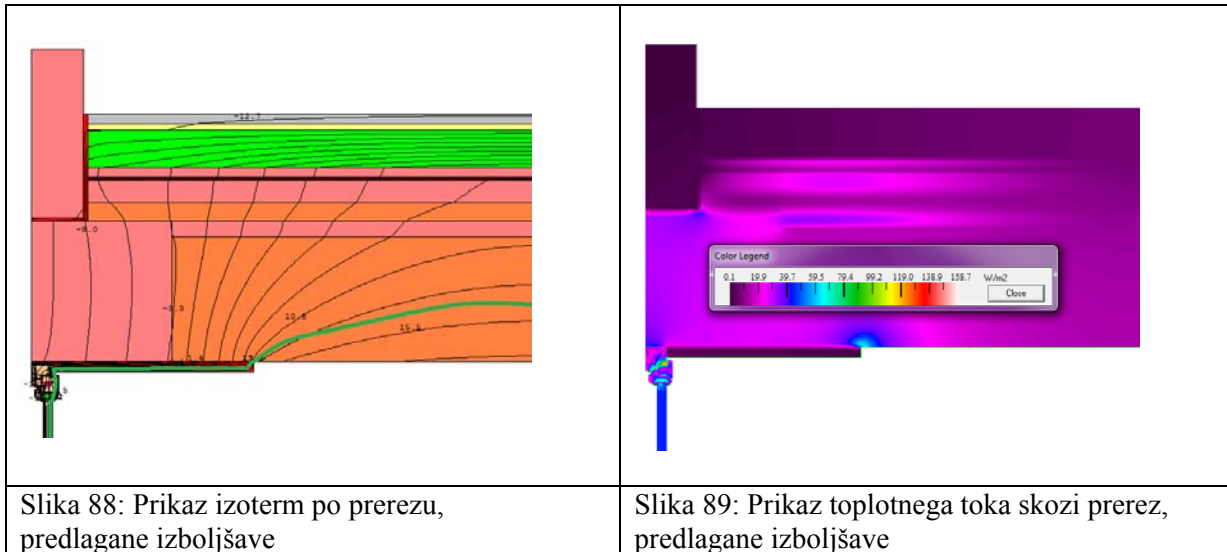 -12.7
-8.0
-3.3
10.8
15.5
Color Legend
0.1 19.9 39.7 59.5 79.4 99.2 119.0 138.9 158.7 W/m2
Close
Slika 88: Prikaz izoterm po prerezu,
predlagane izboljšave
Slika 89: Prikaz toplotnega toka skozi prerez,
predlagane izboljšave